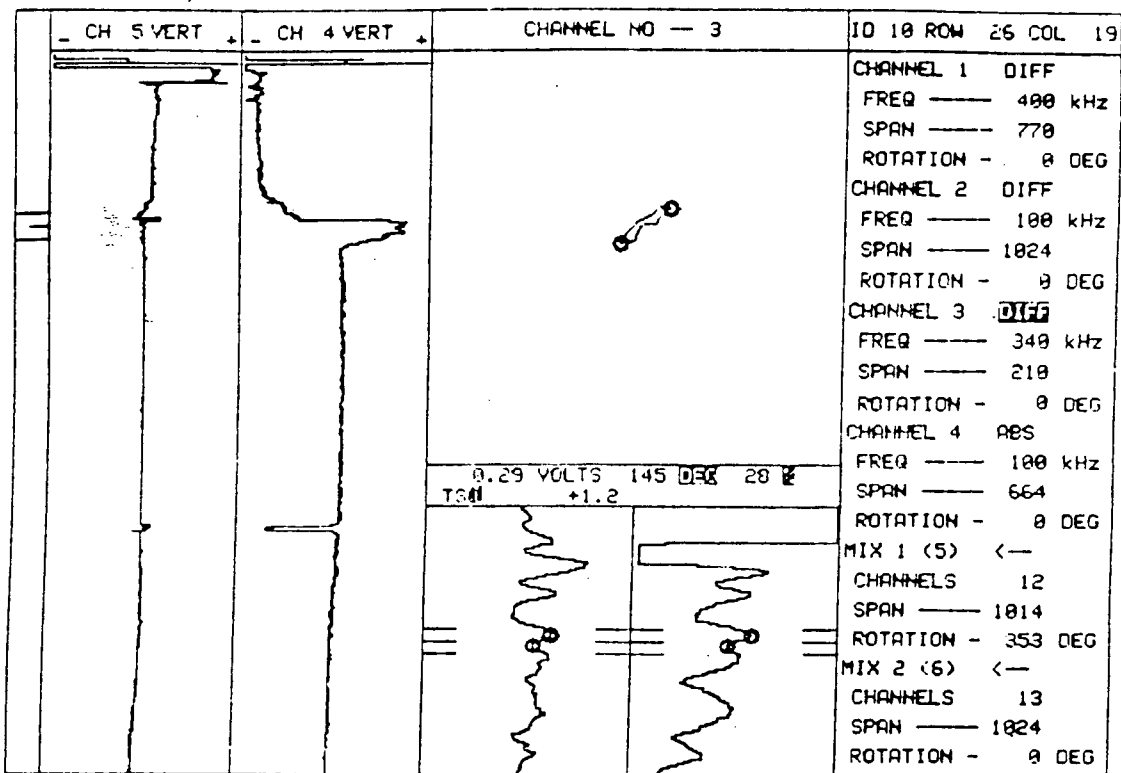 - CH 5 VERT +
- CH 4 VERT +
CHANNEL NO -- 3
ID 10 ROW 26 COL 19
CHANNEL 1 DIFF
FREQ ---- 400 kHz
SPAN ---- 770
ROTATION - 0 DEG
CHANNEL 2 DIFF
FREQ ---- 100 kHz
SPAN ---- 1024
ROTATION - 0 DEG
CHANNEL 3 DIFF
FREQ ---- 340 kHz
SPAN ---- 210
ROTATION - 0 DEG
CHANNEL 4 ABS
FREQ ---- 100 kHz
SPAN ---- 664
ROTATION - 0 DEG
MIX 1 (5) <--
CHANNELS 12
SPAN ---- 1014
ROTATION - 353 DEG
MIX 2 (6) <--
CHANNELS 13
SPAN ---- 1024
ROTATION - 0 DEG
0.29 VOLTS 145 DEG 28 %
+1.2